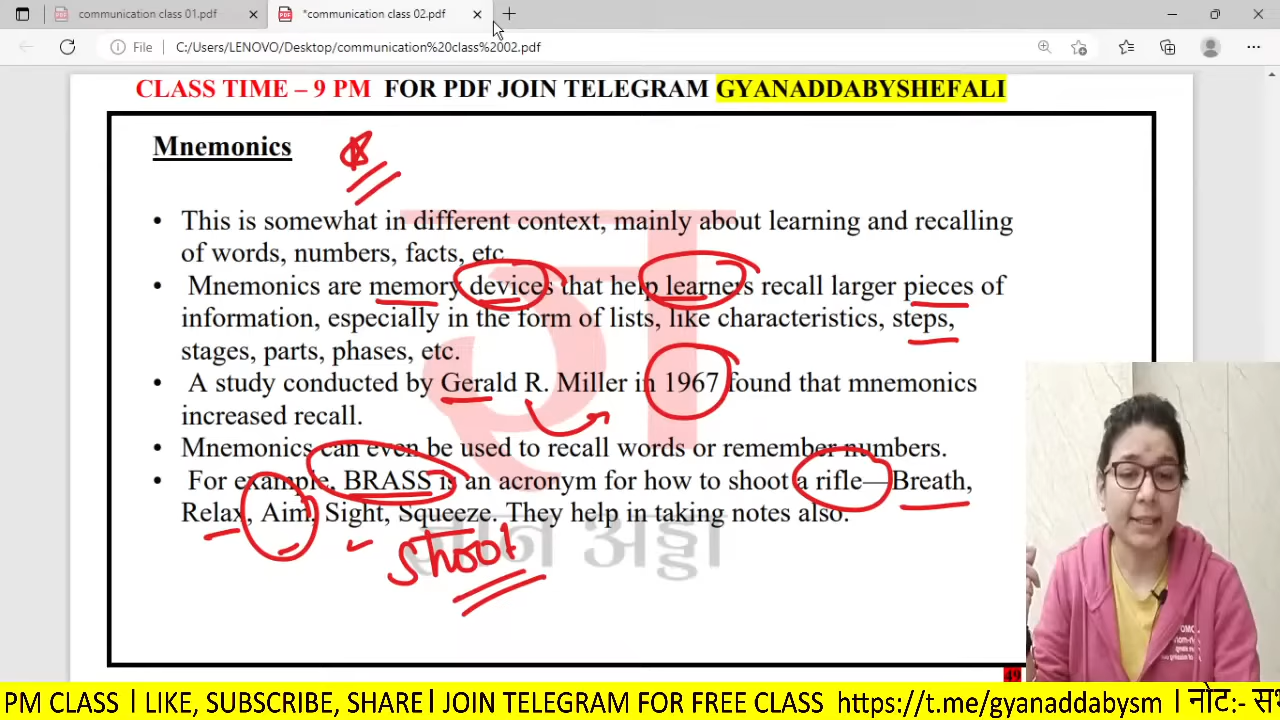 communication class 01.pdf
*communication class 02.pdf
File C:/Users/LENOVO/Desktop/communication%20class%2002.pdf
CLASS TIME – 9 PM FOR PDF JOIN TELEGRAM GYANADDABYSHEFALI
Mnemonics
• This is somewhat in different context, mainly about learning and recalling
of words, numbers, facts, etc
• Mnemonics are memory devices that help learners recall larger pieces of
information, especially in the form of lists, like characteristics, steps,
stages, parts, phases, etc.
• A study conducted by Gerald R. Miller in 1967 found that mnemonics
increased recall.
• Mnemonics can even be used to recall words or remember numbers.
• For example, BRASS is an acronym for how to shoot a rifle—Breath,
Relax, Aim, Sight, Squeeze. They help in taking notes also.
Shoot
ज्ञ
ज्ञान अड्डा
49
PM CLASS । LIKE, SUBSCRIBE, SHARE। JOIN TELEGRAM FOR FREE CLASS https://t.me/gyanaddabysm । नोट:- सभ